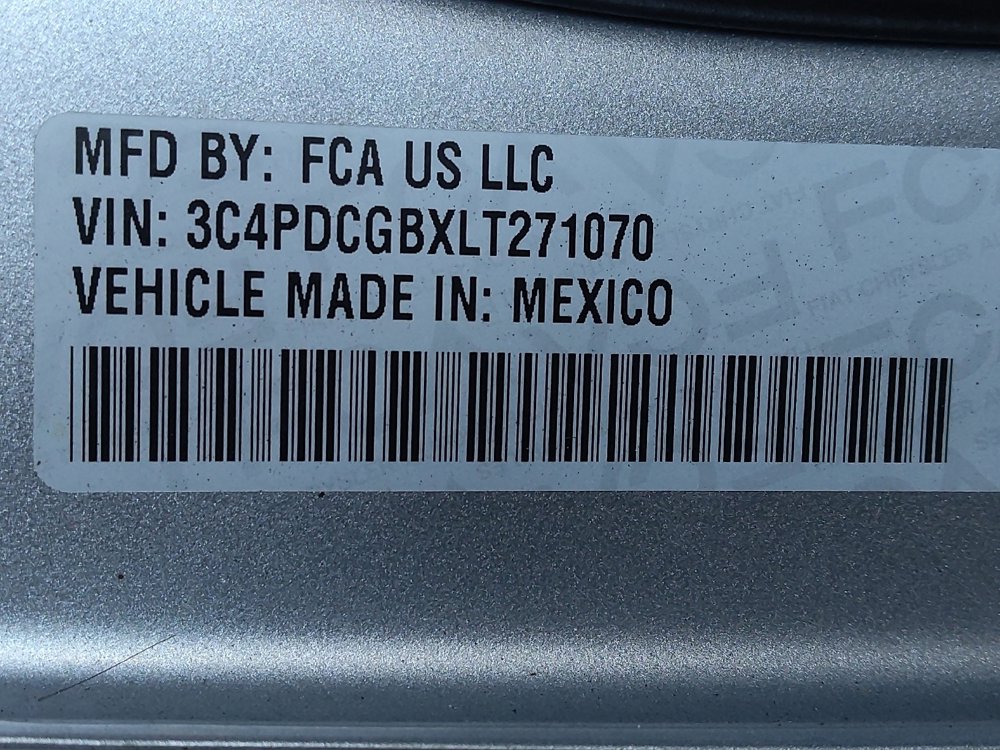 MFD BY: FCA US LLC
VIN: 3C4PDCGBXLT271070
VEHICLE MADE IN: MEXICO